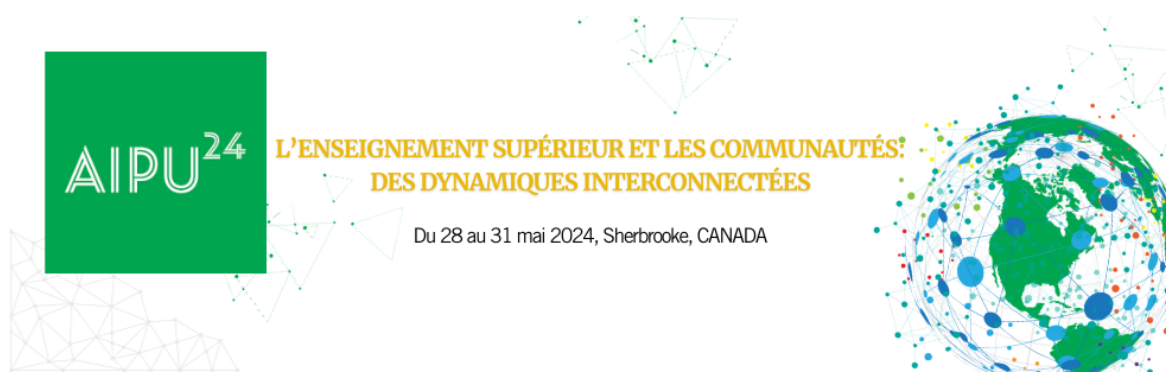 AIPU24
L'ENSEIGNEMENT SUPÉRIEUR ET LES COMMUNAUTÉS:
DES DYNAMIQUES INTERCONNECTÉES
Du 28 au 31 mai 2024, Sherbrooke, CANADA